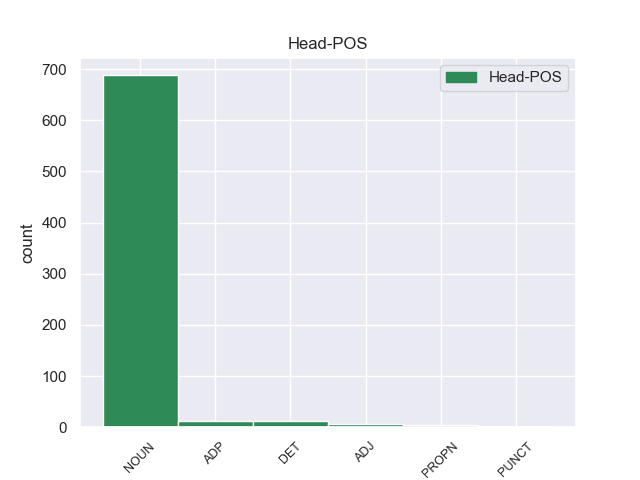 Head-POS
Head-POS
700
600
500
400
300
200
100
0
count
NOUN
ADP
DET
ADJ
PROPN
PUNCT